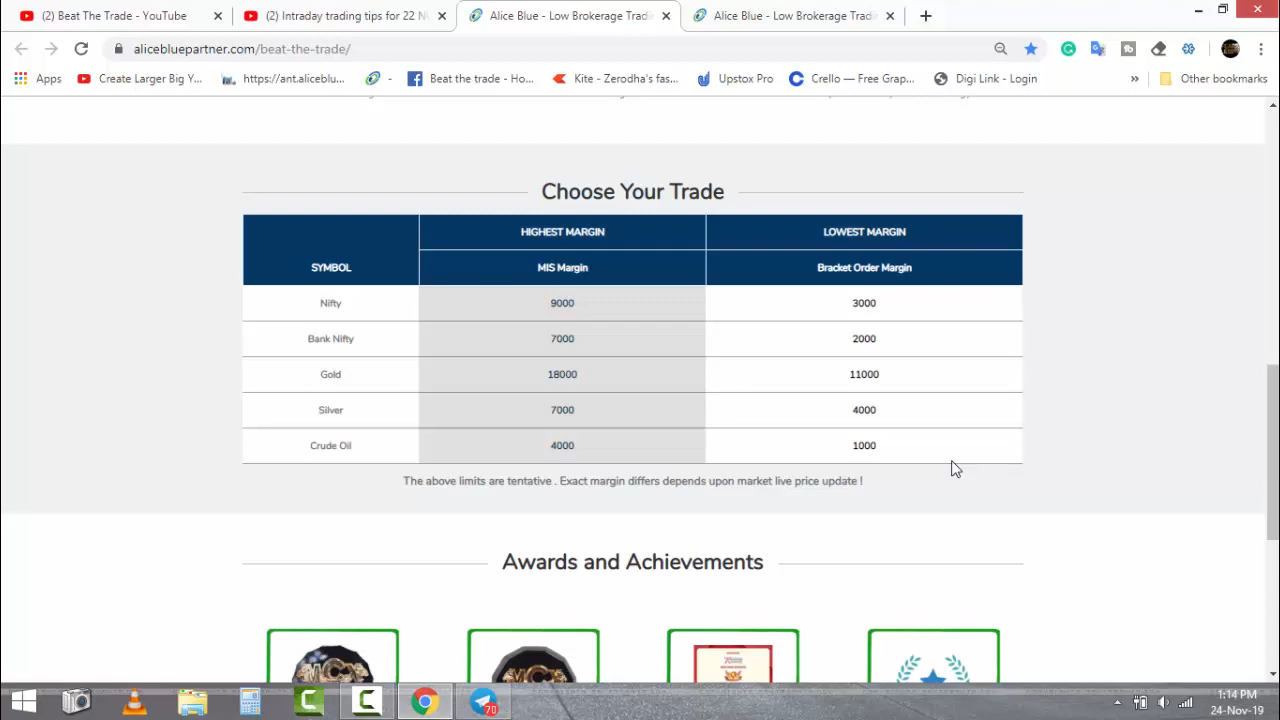 (2) Beat The Trade - YouTube
(2) Intraday trading tips for 22 N
Alice Blue - Low Brokerage Tradi
Alice Blue - Low Brokerage Tradi
alicebluepartner.com/beat-the-trade/
Apps
Create Larger Big Y...
https://ant.aliceblu...
-
Beat the trade - Ho...
Kite - Zerodha's fas...
Upstox Pro
Crello — Free Grap...
Digi Link - Login
»
Other bookmarks
Choose Your Trade
HIGHEST MARGIN LOWEST MARGIN
SYMBOL MIS Margin Bracket Order Margin
Nifty 9000 3000
Bank Nifty 7000 2000
Gold 18000 11000
Silver 7000 4000
Crude Oil 4000 1000
The above limits are tentative . Exact margin differs depends upon market live price update !
Awards and Achievements
70
1:14 PM
24-Nov-19